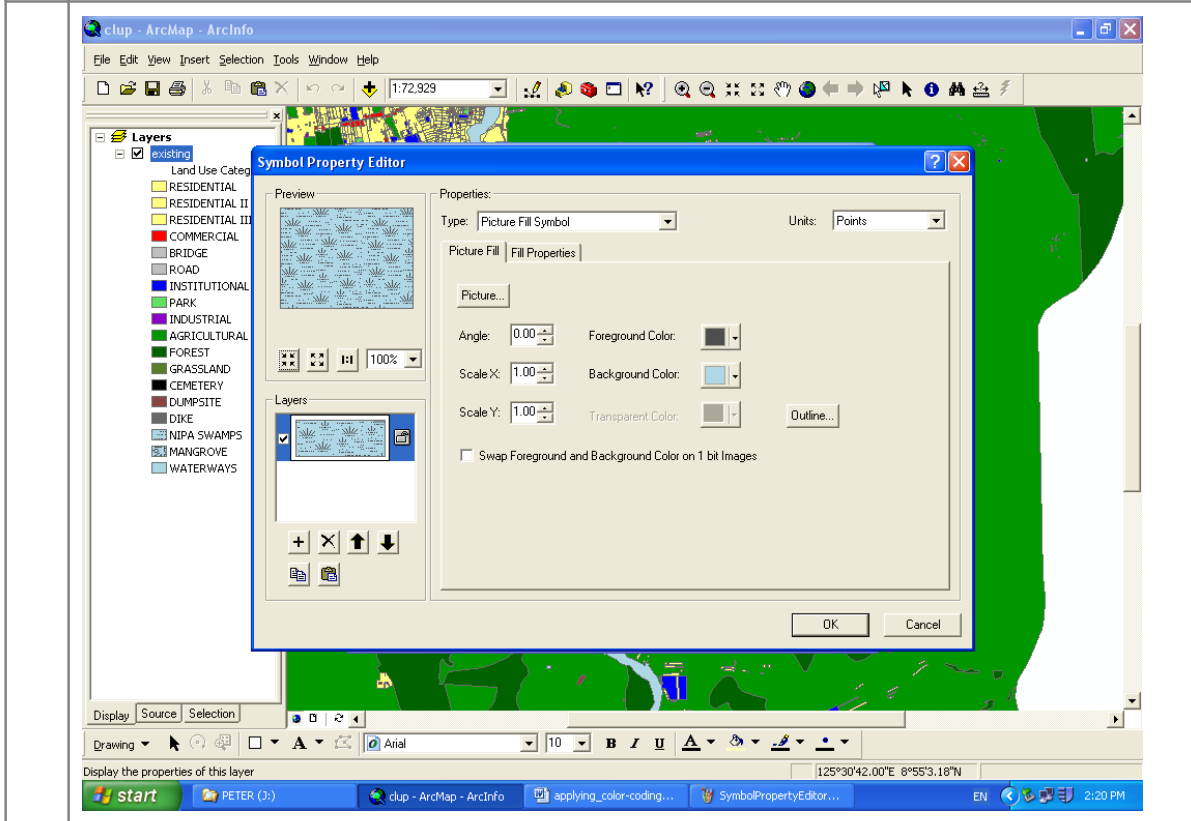 clup - ArcMap - ArcInfo
File Edit View Insert Selection Tools Window Help
1:72,929
Layers
existing
Land Use Categ
RESIDENTIAL
RESIDENTIAL II
RESIDENTIAL III
COMMERCIAL
BRIDGE
ROAD
INSTITUTIONAL
PARK
INDUSTRIAL
AGRICULTURAL
FOREST
GRASSLAND
CEMETERY
DUMPSITE
DIKE
NIPA SWAMPS
MANGROVE
WATERWAYS
Symbol Property Editor
Preview
1:1 100%
Layers
Properties:
Type: Picture Fill Symbol Units: Points
Picture Fill Fill Properties
Picture...
Angle: 0.00 Foreground Color:
Scale X: 1.00 Background Color:
Scale Y: 1.00 Transparent Color: Outline...
Swap Foreground and Background Color on 1 bit Images
OK Cancel
Display Source Selection
Drawing A Arial 10 B I U A
Display the properties of this layer 125°30'42.00"E 8°55'3.18"N
start PETER (J:) clup - ArcMap - ArcInfo applying_color-coding... SymbolPropertyEditor... EN 2:20 PM